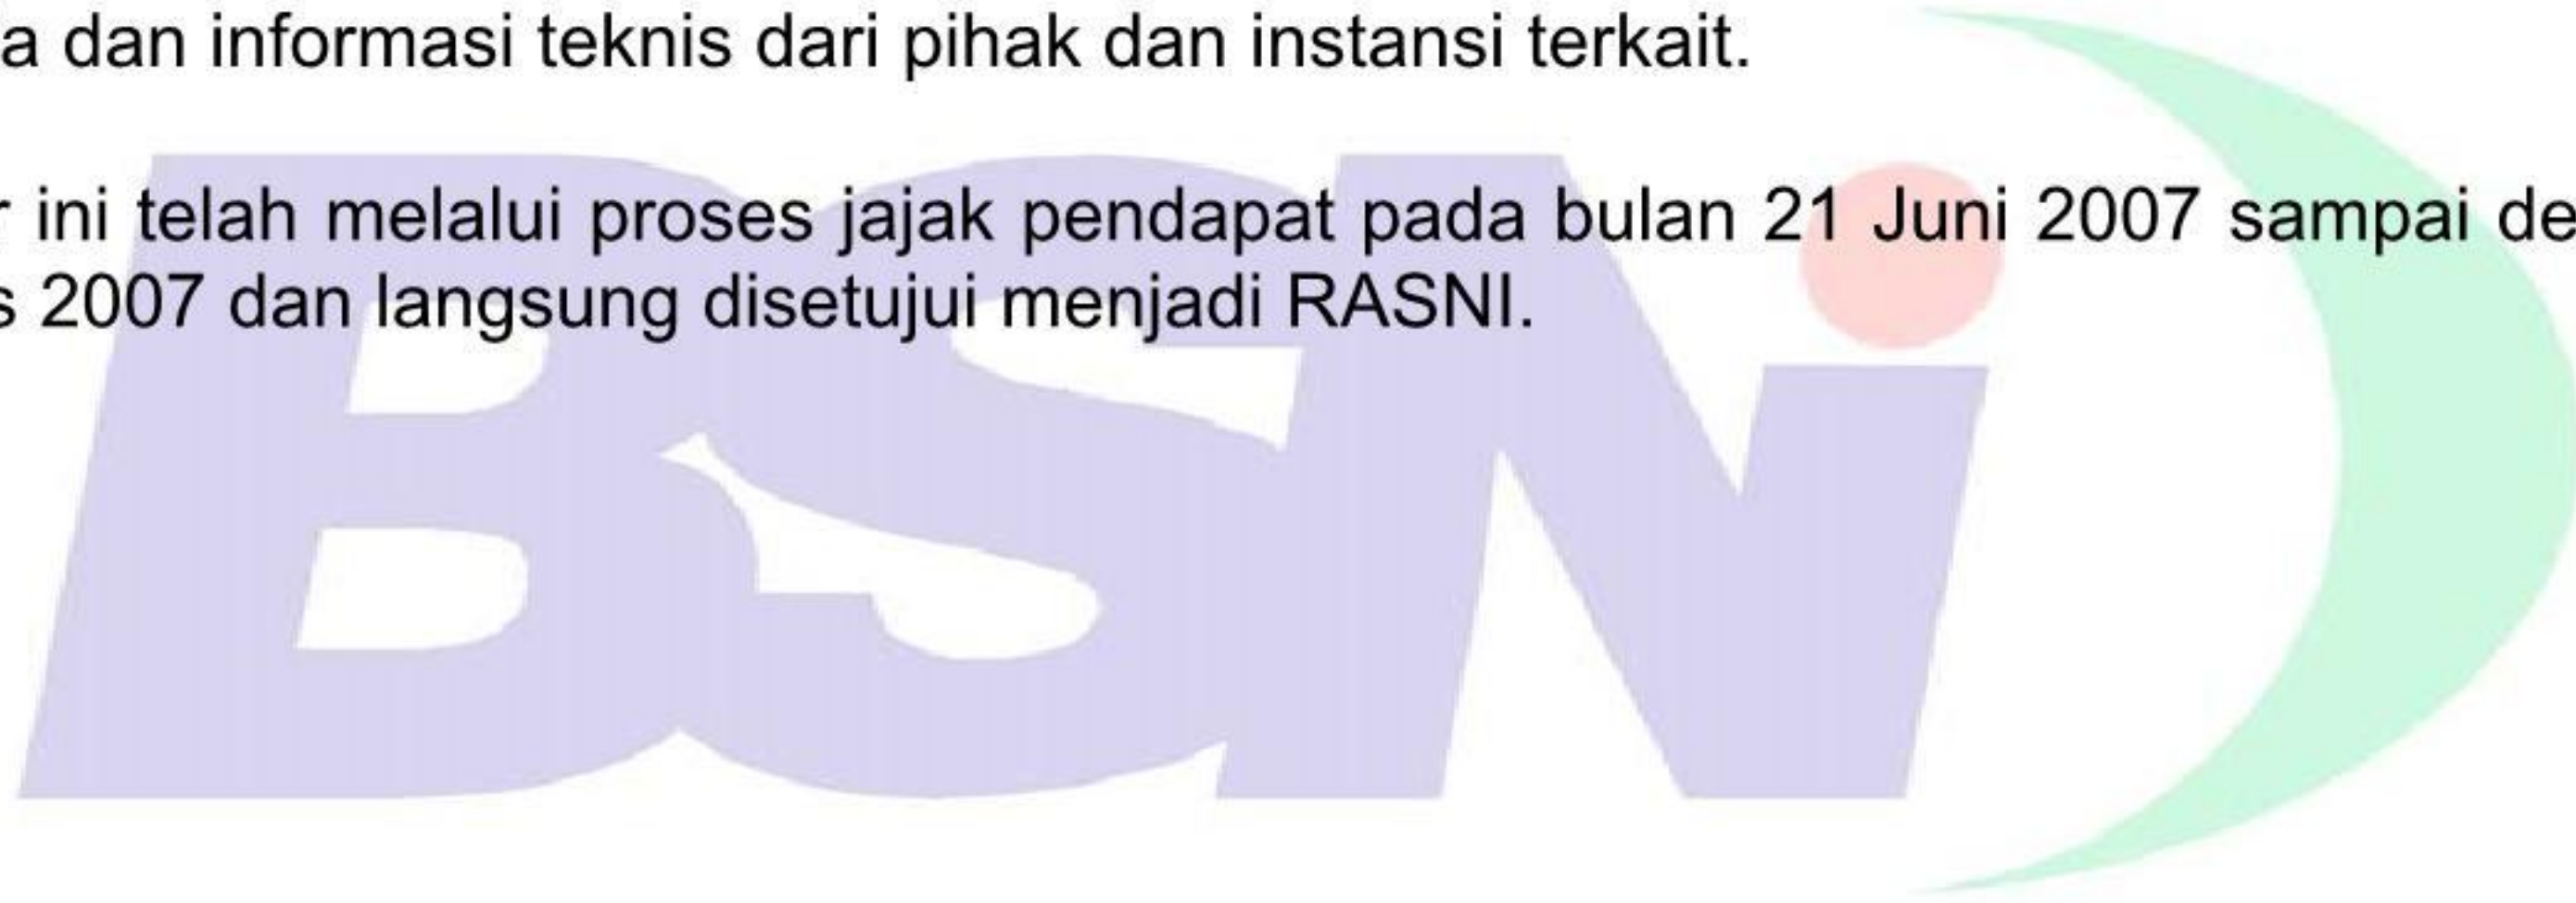 a dan informasi teknis dari pihak dan instansi terkait.
ini telah melalui proses jajak pendapat pada bulan 21 Juni 2007 sampai de
s 2007 dan langsung disetujui menjadi RASNI.
BSNi